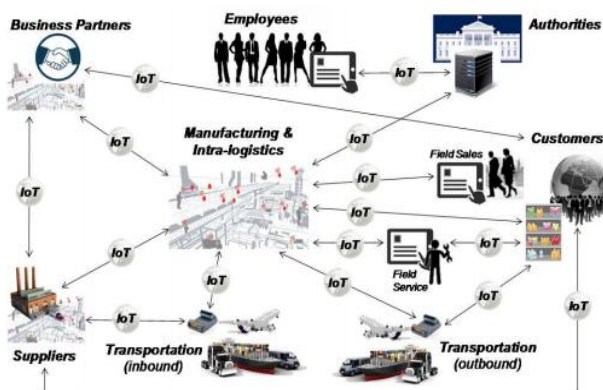 Business Partners
Employees
Authorities
IoT
IoT
Manufacturing &
Intra-logistics
IoT
IoT
Customers
Field Sales
IoT
IoT
IoT
IoT
IoT
IoT
Field
Service
IoT
IoT
IoT
IoT
IoT
IoT
Suppliers
Transportation
(inbound)
Transportation
(outbound)